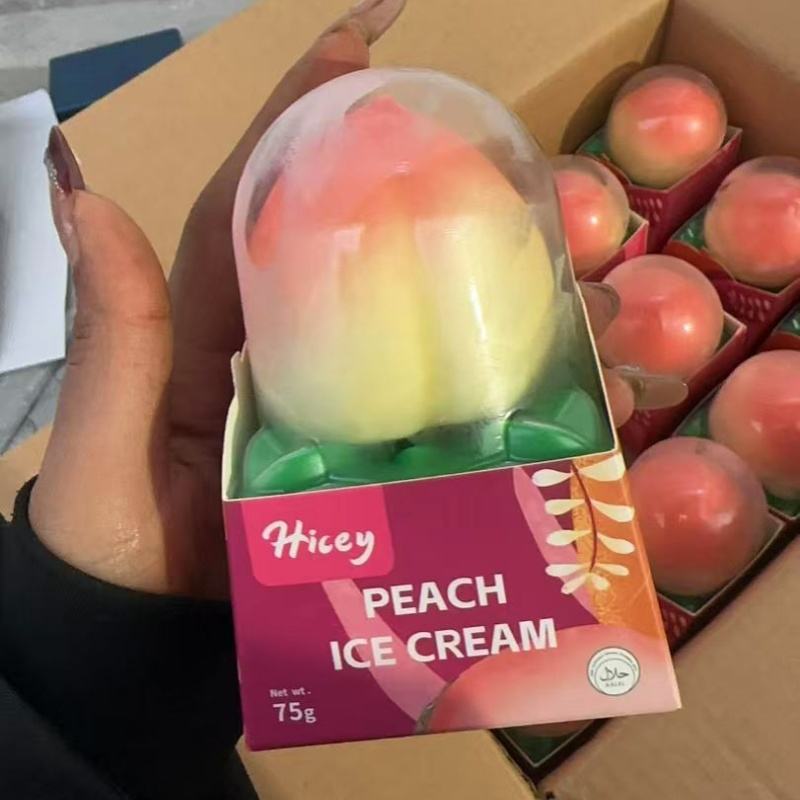 Hicey
PEACH
ICE CREAM
Net wt.
75g
حلال
HALAL